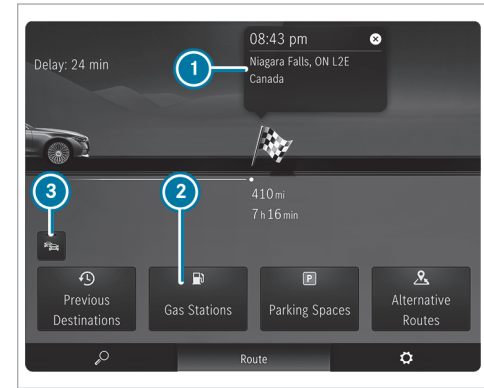 08:43 pm
Delay: 24 min
Niagara Falls, ON L2E
Canada
1
3
2
410 mi
7 h 16 min
P
Previous
Destinations
Gas Stations
Parking Spaces
Alternative
Routes
Route